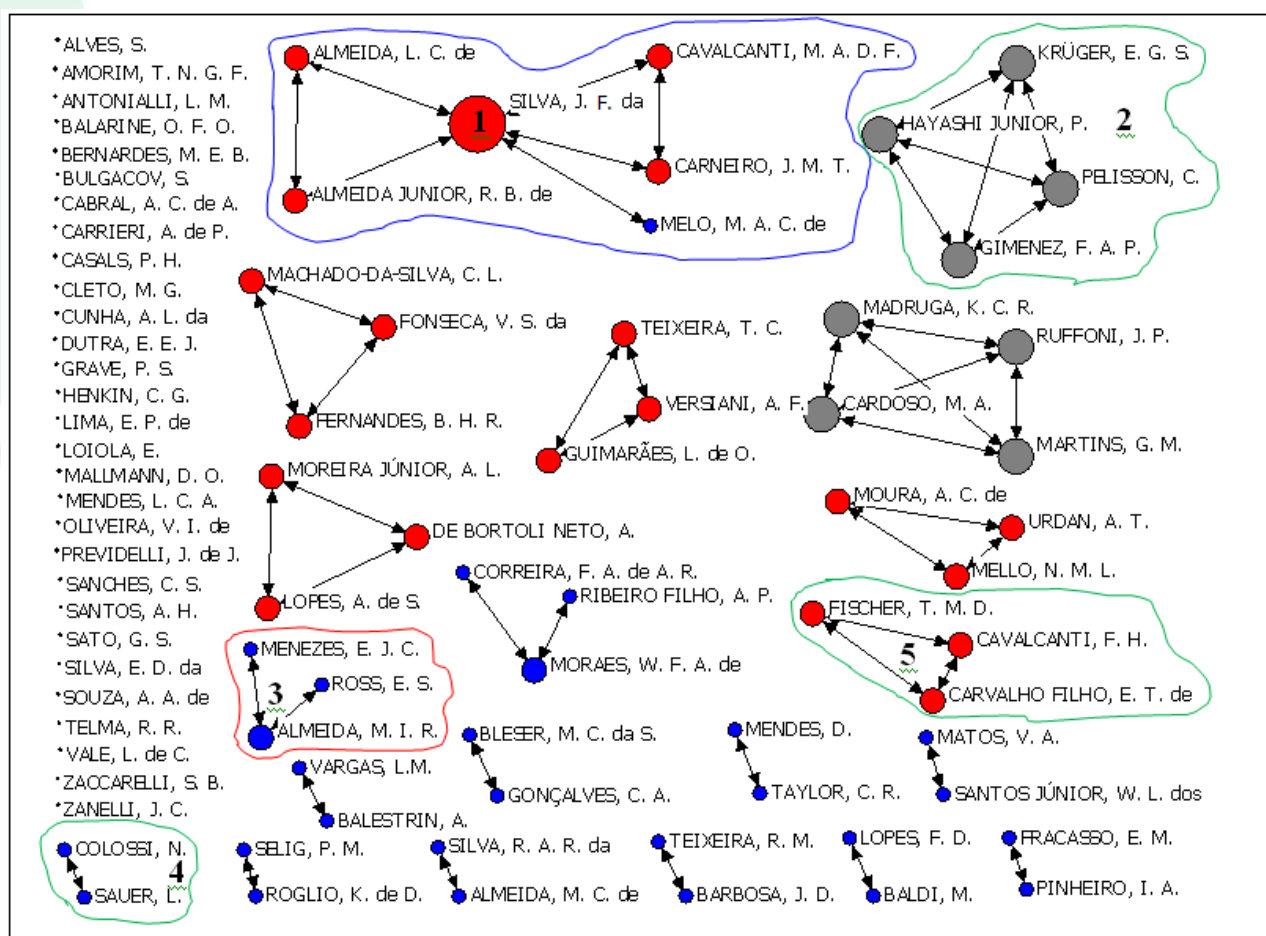 ALVES, S.
AMORIM, T. N. G. F.
ANTONIALLI, L. M.
BALARINE, O. F. O.
BERNARDES, M. E. B.
BULGACOV, S.
CABRAL, A. C. de A.
CARRIERI, A. de P.
CASALS, P. H.
CLETO, M. G.
CUNHA, A. L. da
DUTRA, E. E. J.
GRAVE, P. S.
HENKIN, C. G.
LIMA, E. P. de
LOIOLA, E.
MALLMANN, D. O.
MENDES, L. C. A.
OLIVEIRA, V. I. de
PREVIDELLI, J. de J.
SANCHES, C. S.
SANTOS, A. H.
SATO, G. S.
SILVA, E. D. da
SOUZA, A. A. de
TELMA, R. R.
VALE, L. de C.
ZACCARELLI, S. B.
ZANELLI, J. C.
ALMEIDA, L. C. de
CAVALCANTI, M. A. D. F.
SILVA, J. F. da
1
CARNEIRO, J. M. T.
ALMEIDA JUNIOR, R. B. de
MELO, M. A. C. de
KRÜGER, E. G. S.
HAYASHI JUNIOR, P.
2
PELISSON, C.
GIMENEZ, F. A. P.
MACHADO-DA-SILVA, C. L.
FONSECA, V. S. da
FERNANDES, B. H. R.
TEIXEIRA, T. C.
VERSIANI, A. F.
GUIMARÃES, L. de O.
MADRUGA, K. C. R.
RUFFONI, J. P.
CARDOSO, M. A.
MARTINS, G. M.
MOREIRA JÚNIOR, A. L.
DE BORTOLI NETO, A.
LOPES, A. de S.
MOURA, A. C. de
URDAN, A. T.
MELLO, N. M. L.
CORREIRA, F. A. de A. R.
RIBEIRO FILHO, A. P.
MORAES, W. F. A. de
FISCHER, T. M. D.
CAVALCANTI, F. H.
5
CARVALHO FILHO, E. T. de
MENEZES, E. J. C.
3
ROSS, E. S.
ALMEIDA, M. I. R.
BLESER, M. C. da S.
GONÇALVES, C. A.
MENDES, D.
TAYLOR, C. R.
MATOS, V. A.
SANTOS JÚNIOR, W. L. dos
VARGAS, L.M.
BALESTRIN, A.
COLOSSI, N.
4
SAUER, L.
SELIG, P. M.
ROGLIO, K. de D.
SILVA, R. A. R. da
ALMEIDA, M. C. de
TEIXEIRA, R. M.
BARBOSA, J. D.
LOPES, F. D.
BALDI, M.
FRACASSO, E. M.
PINHEIRO, I. A.